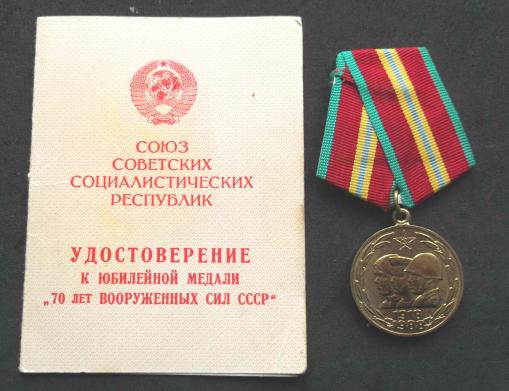 СОЮЗ
СОВЕТСКИХ
СОЦИАЛИСТИЧЕСКИХ
РЕСПУБЛИК
УДОСТОВЕРЕНИЕ
К ЮБИЛЕЙНОЙ МЕДАЛИ
„70 ЛЕТ ВООРУЖЕННЫХ СИЛ СССР“
1918
1988